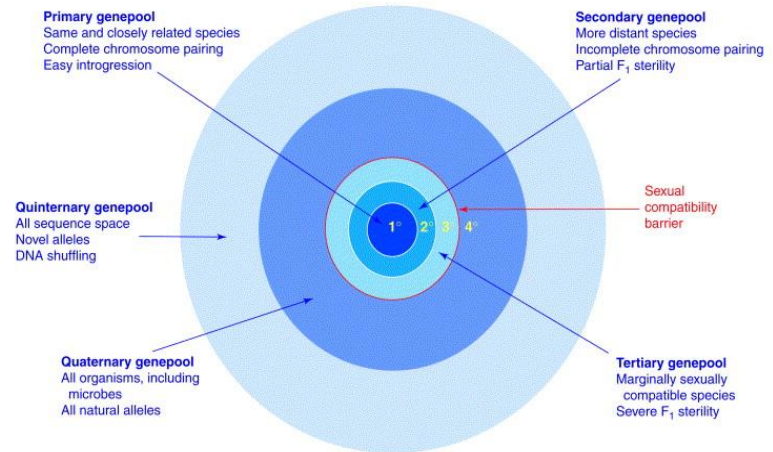 Primary genepool
Same and closely related species
Complete chromosome pairing
Easy introgression
Secondary genepool
More distant species
Incomplete chromosome pairing
Partial F₁ sterility
Sexual
compatibility
barrier
1° 2° 3° 4°
Quinternary genepool
All sequence space
Novel alleles
DNA shuffling
Quaternary genepool
All organisms, including
microbes
All natural alleles
Tertiary genepool
Marginally sexually
compatible species
Severe F₁ sterility